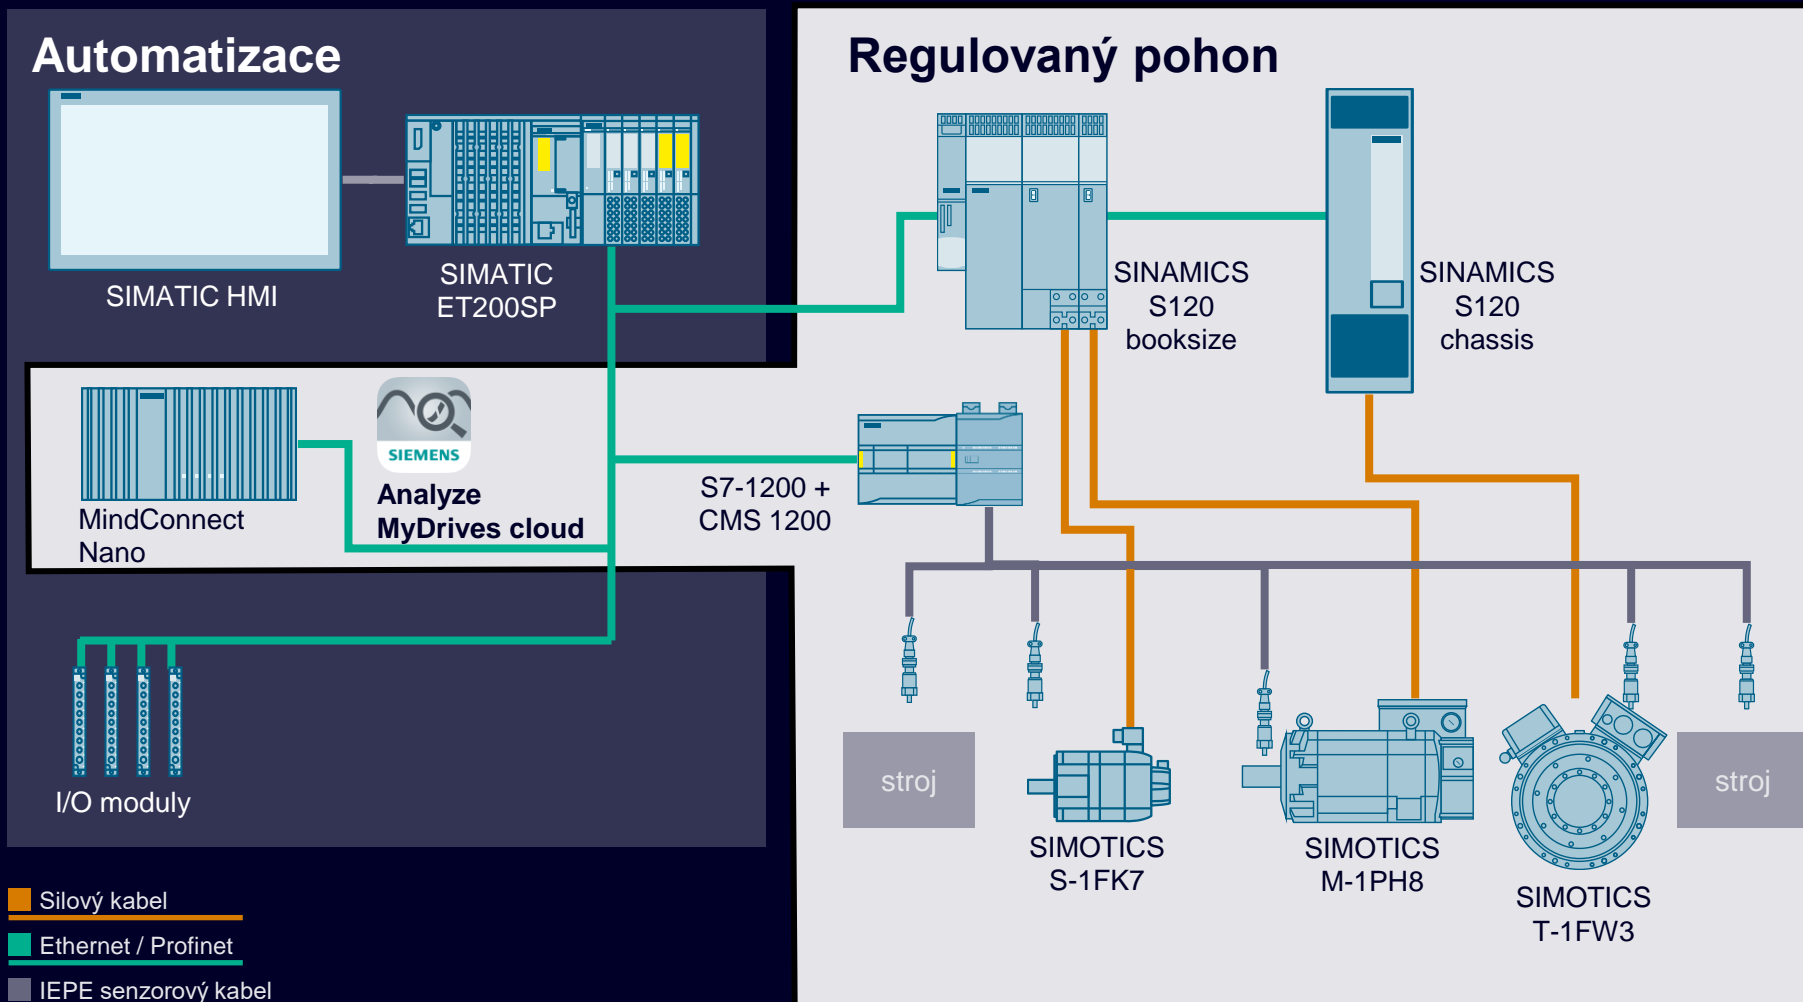 Automatizace
Regulovaný pohon
SIMATIC HMI
SIMATIC
ET200SP
SINAMICS
S120
booksize
SINAMICS
S120
chassis
MindConnect
Nano
SIEMENS
Analyze
MyDrives cloud
S7-1200 +
CMS 1200
I/O moduly
stroj
SIMOTICS
S-1FK7
SIMOTICS
M-1PH8
SIMOTICS
T-1FW3
stroj
Silový kabel
Ethernet / Profinet
IEPE senzorový kabel